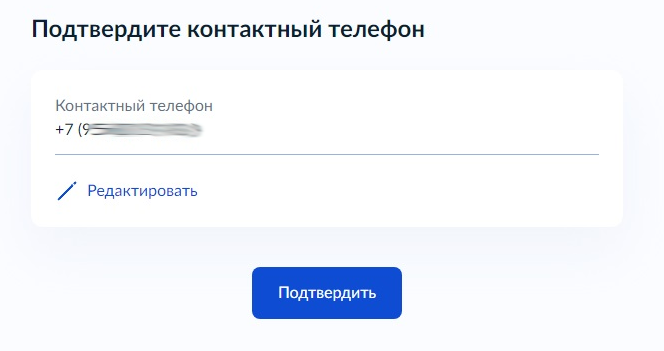 Подтвердите контактный телефон
Контактный телефон
+7 (9
Редактировать
Подтвердить